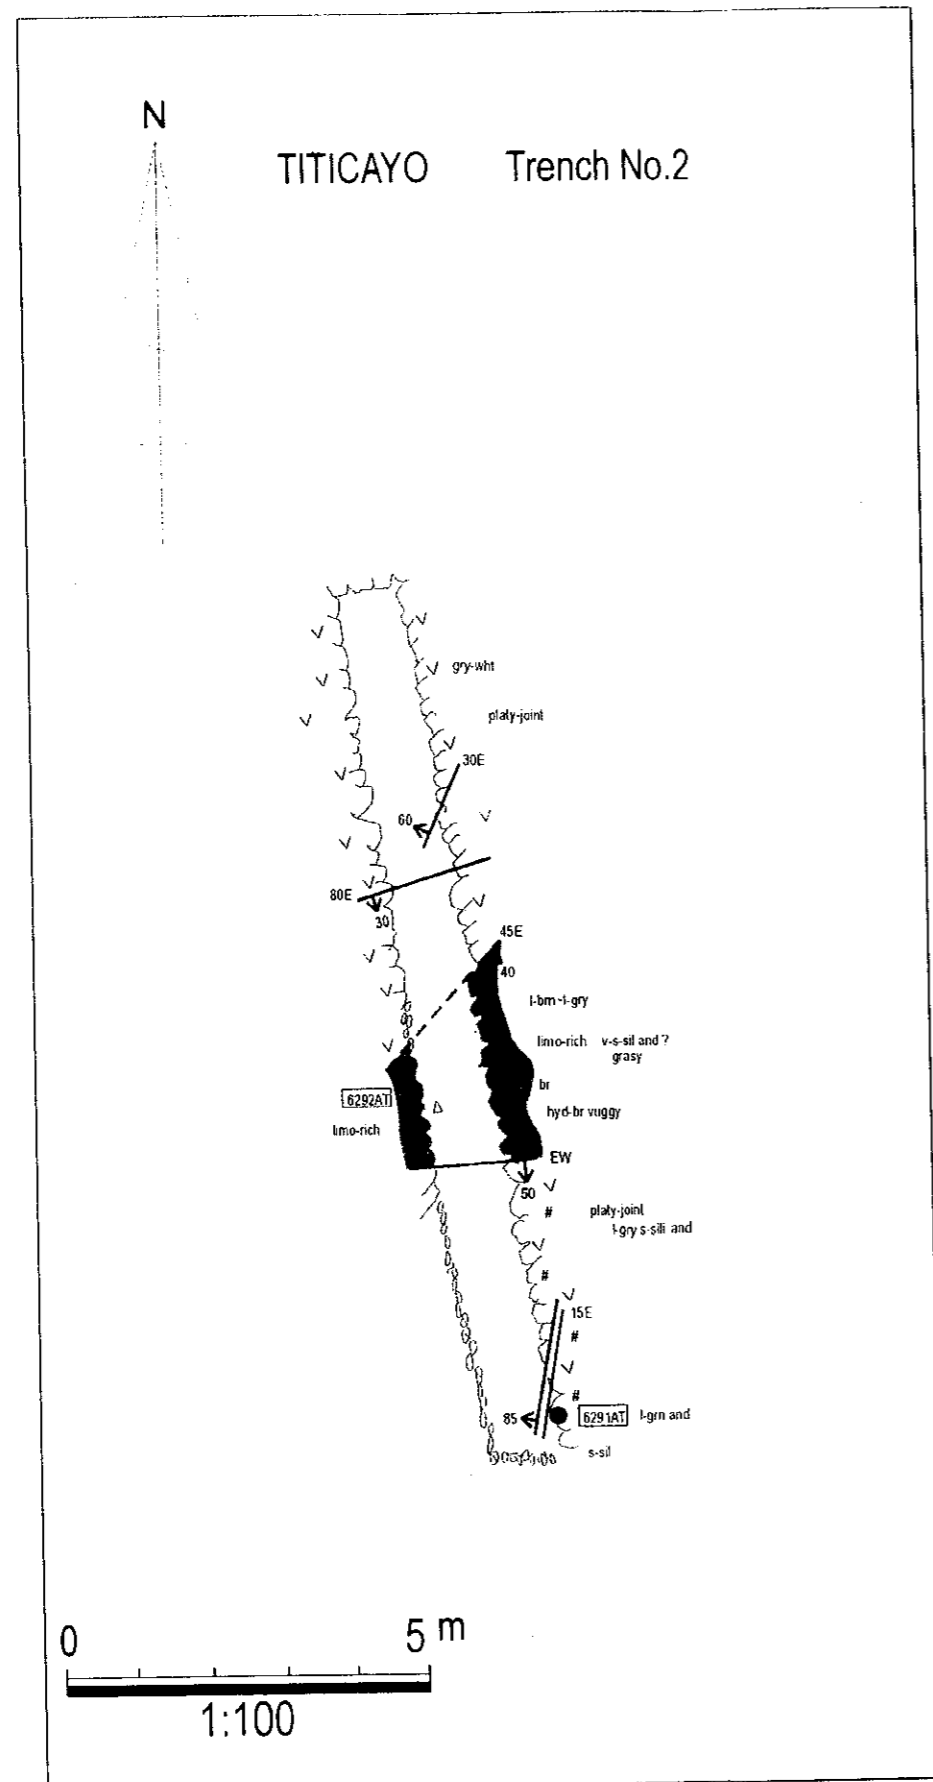 N
TITICAYO Trench No.2
gry-wht
platy-joint
30E
60
80E
30
45E
40
l-brn~l-gry
limo-rich v-s-sil and ?
grasy
br
6292AT
hyd-br vuggy
limo-rich
EW
50
#
platy-joint
l-gry s-sili and
#
15E
#
#
85
6291AT l-grn and
s-sil
0 5 m
1:100